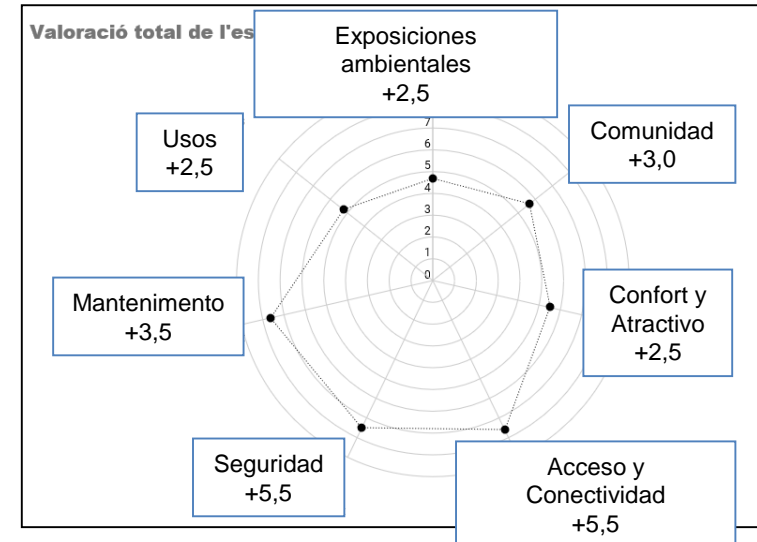 Valoració total de l'es
Exposiciones
ambientales
+2,5
Usos
+2,5
Comunidad
+3,0
7
6
5
4
3
2
1
0
Mantenimento
+3,5
Confort y
Atractivo
+2,5
Seguridad
+5,5
Acceso y
Conectividad
+5,5